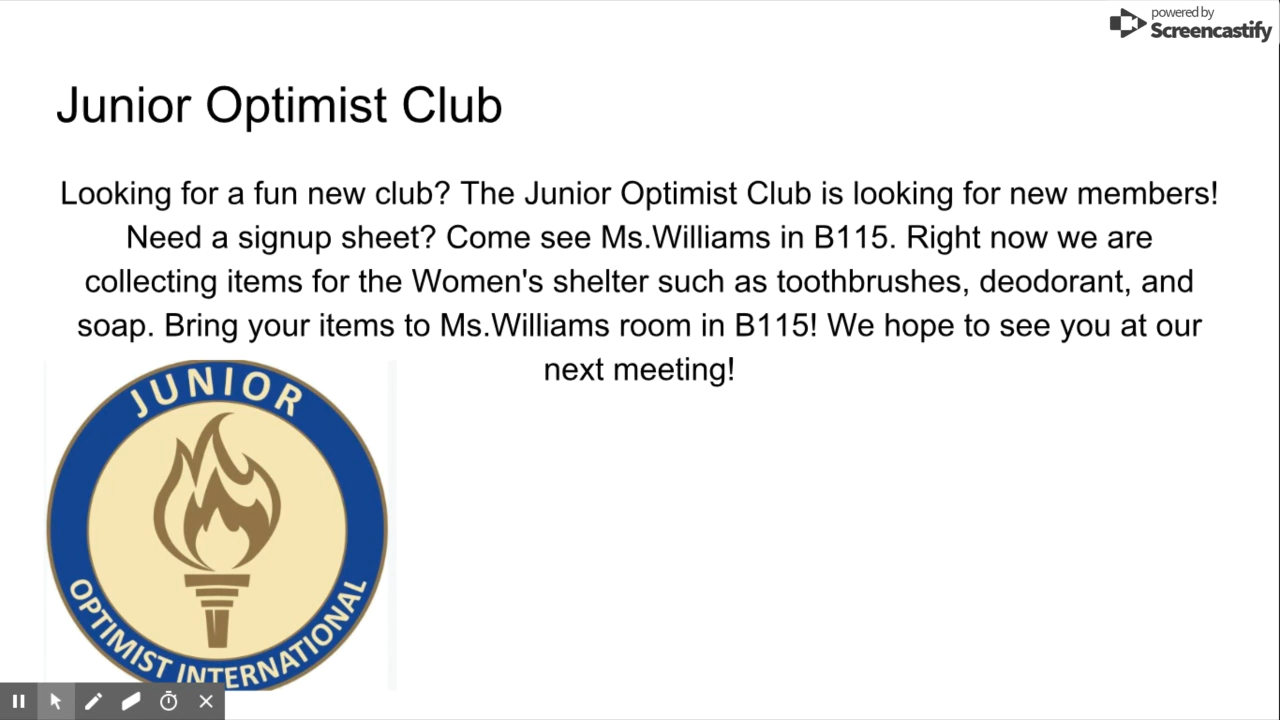 powered by
Screencastify
Junior Optimist Club
Looking for a fun new club? The Junior Optimist Club is looking for new members!
Need a signup sheet? Come see Ms.Williams in B115. Right now we are
collecting items for the Women's shelter such as toothbrushes, deodorant, and
soap. Bring your items to Ms.Williams room in B115! We hope to see you at our
next meeting!
JUNIOR
OPTIMIST INTERNATIONAL